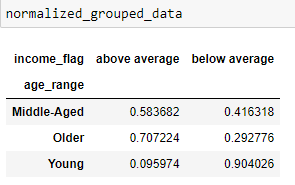 normalized_grouped_data
income_flag above average below average
age_range
Middle-Aged 0.583682 0.416318
Older 0.707224 0.292776
Young 0.095974 0.904026